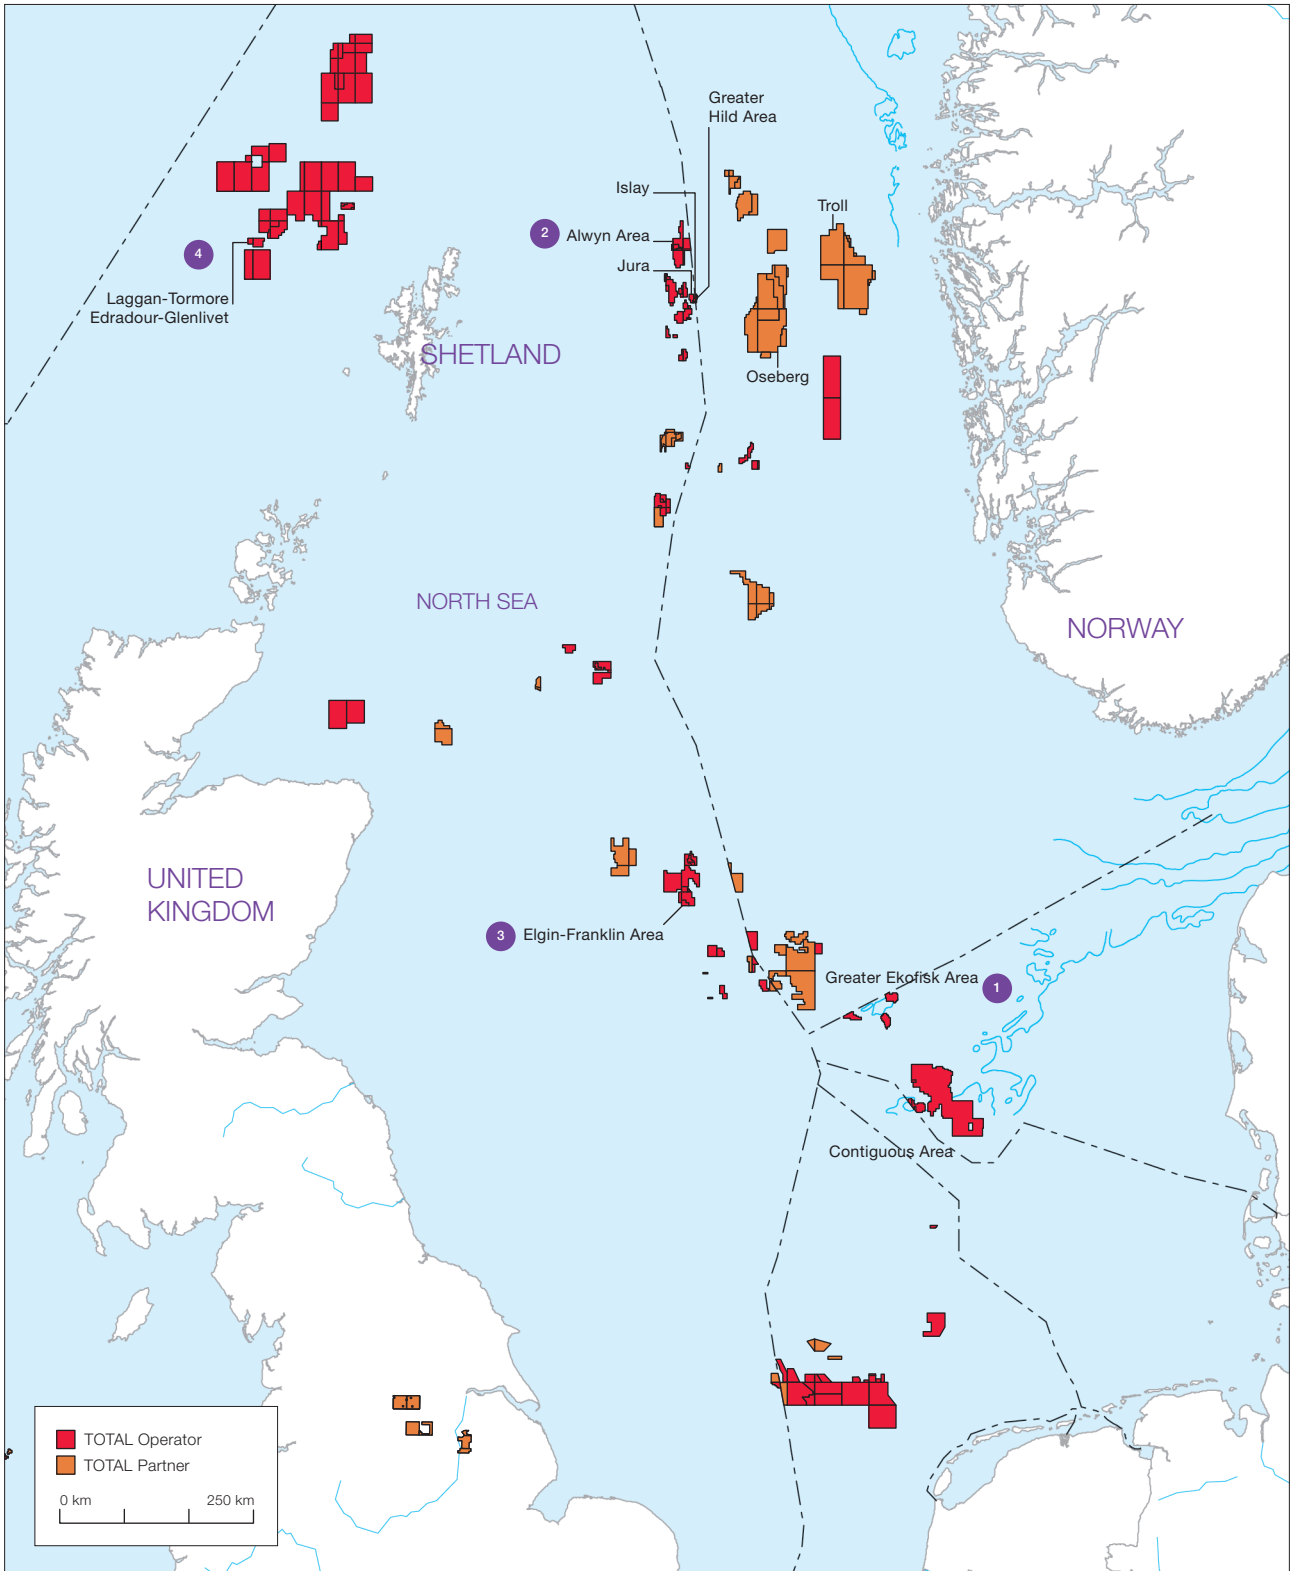 Greater
Hild Area
Islay
Troll
2
Alwyn Area
4
Jura
Laggan-Tormore
Edradour-Glenlivet
SHETLAND
Oseberg
NORTH SEA
NORWAY
UNITED
KINGDOM
3
Elgin-Franklin Area
Greater Ekofisk Area
1
Contiguous Area
TOTAL Operator
TOTAL Partner
0 km
250 km